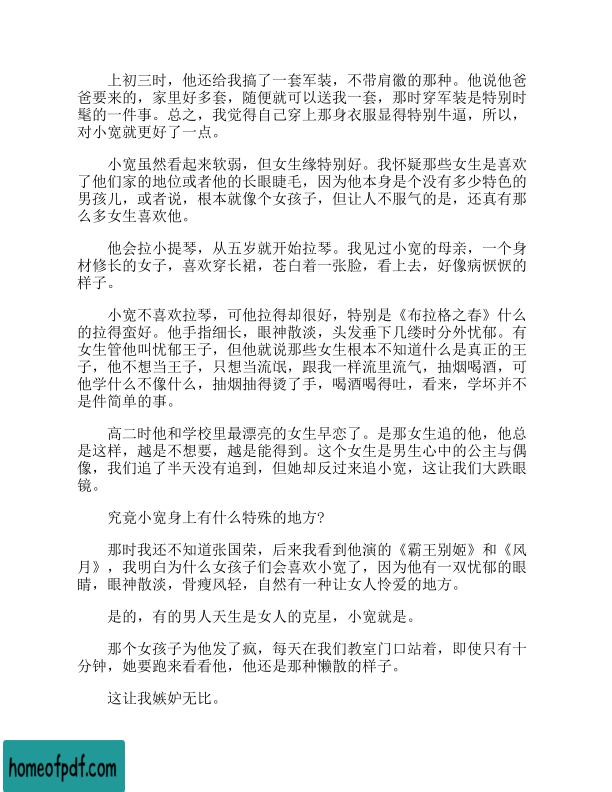 上初三时，他还给我搞了一套军装，不带肩徽的那种。他说他爸
爸要来的，家里好多套，随便就可以送我一套，那时穿军装是特别时
髦的一件事。总之，我觉得自己穿上那身衣服显得特别牛逼，所以，
对小宽就更好了一点。
小宽虽然看起来软弱，但女生缘特别好。我怀疑那些女生是喜欢
了他们家的地位或者他的长眼睫毛，因为他本身是个没有多少特色的
男孩儿，或者说，根本就像个女孩子，但让人不服气的是，还真有那
么多女生喜欢他。
他会拉小提琴，从五岁就开始拉琴。我见过小宽的母亲，一个身
材修长的女子，喜欢穿长裙，苍白着一张脸，看上去，好像病恹恹的
样子。
小宽不喜欢拉琴，可他拉得却很好，特别是《布拉格之春》什么
的拉得蛮好。他手指细长，眼神散淡，头发垂下几缕时分外忧郁。有
女生管他叫忧郁王子，但他就说那些女生根本不知道什么是真正的王
子，他不想当王子，只想当流氓，跟我一样流里流气，抽烟喝酒，可
他学什么不像什么，抽烟抽得烫了手，喝酒喝得吐，看来，学坏并不
是件简单的事。
高二时他和学校里最漂亮的女生早恋了。是那女生追的他，他总
是这样，越是不想要，越是能得到。这个女生是男生心中的公主与偶
像，我们追了半天没有追到，但她却反过来追小宽，这让我们大跌眼
镜。
究竟小宽身上有什么特殊的地方?
那时我还不知道张国荣，后来我看到他演的《霸王别姬》和《风
月》，我明白为什么女孩子们会喜欢小宽了，因为他有一双忧郁的眼
睛，眼神散淡，骨瘦风轻，自然有一种让女人怜爱的地方。
是的，有的男人天生是女人的克星，小宽就是。
那个女孩子为他发了疯，每天在我们教室门口站着，即使只有十
分钟，她要跑来看看他，他还是那种懒散的样子。
这让我嫉妒无比。
homeofpdf.com